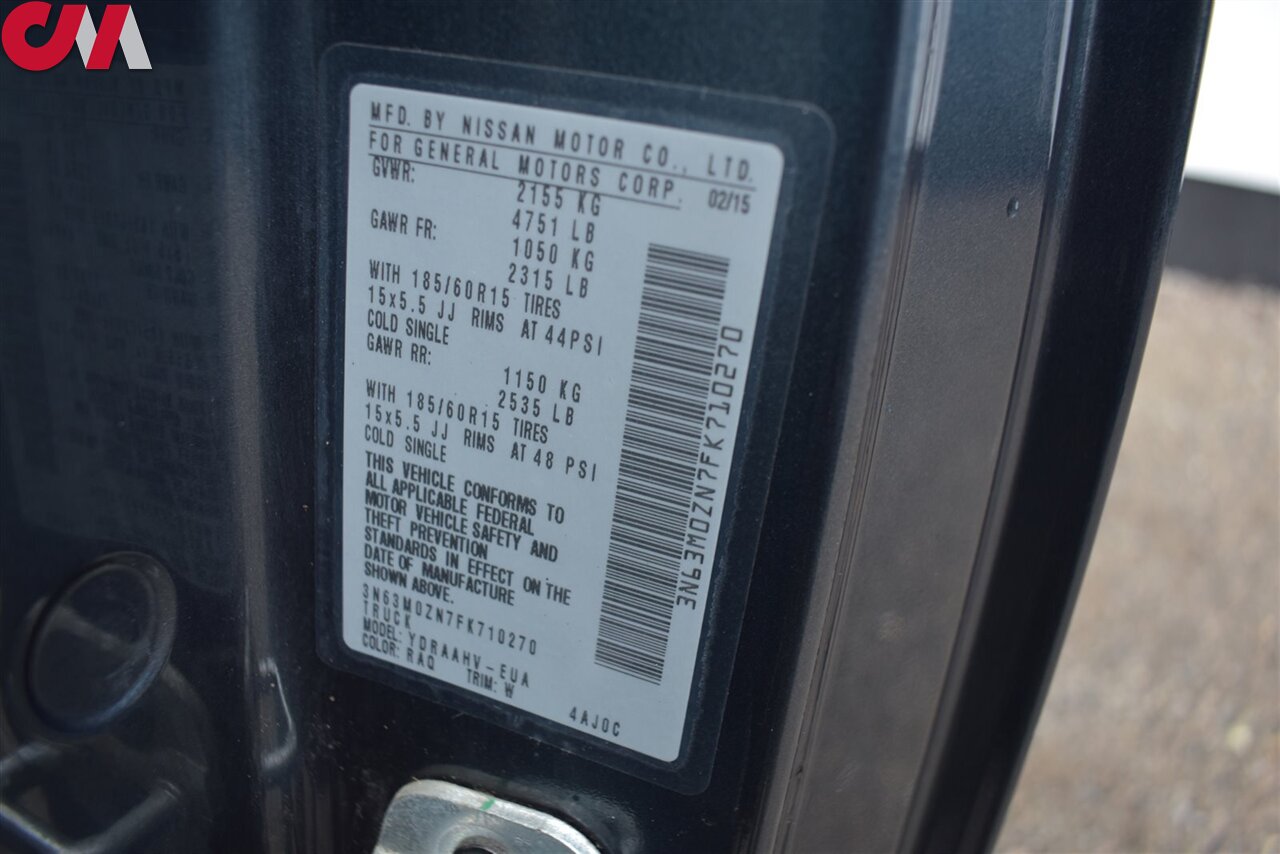 CM
MFD. BY NISSAN MOTOR CO., LTD.
FOR GENERAL MOTORS CORP. 02/15
GVWR: 2155 KG
4751 LB
GAWR FR: 1050 KG
2315 LB
WITH 185/60R15 TIRES
15x5.5 JJ RIMS AT 44PSI
COLD SINGLE
GAWR RR: 1150 KG
2535 LB
WITH 185/60R15 TIRES
15x5.5 JJ RIMS AT 48 PSI
COLD SINGLE
THIS VEHICLE CONFORMS TO
ALL APPLICABLE FEDERAL
MOTOR VEHICLE SAFETY AND
THEFT PREVENTION
STANDARDS IN EFFECT ON THE
DATE OF MANUFACTURE
SHOWN ABOVE.
3N63M0ZN7FK710270
TRUCK
MODEL: YDRAAHV-EUA
COLOR: RAQ TRIM: W
4AJ0C
3N63M0ZN7FK710270